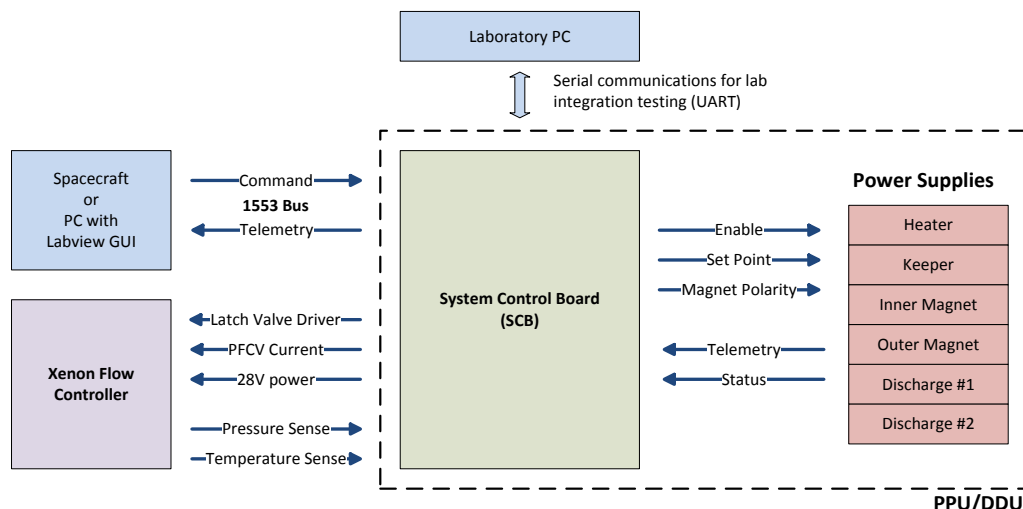 Laboratory PC
Serial communications for lab
integration testing (UART)
Spacecraft
or
PC with
Labview GUI
Command
1553 Bus
Telemetry
System Control Board
(SCB)
Power Supplies
Enable
Set Point
Magnet Polarity
Telemetry
Status
Heater
Keeper
Inner Magnet
Outer Magnet
Discharge #1
Discharge #2
Xenon Flow
Controller
Latch Valve Driver
PFCV Current
28V power
Pressure Sense
Temperature Sense
PPU/DDU